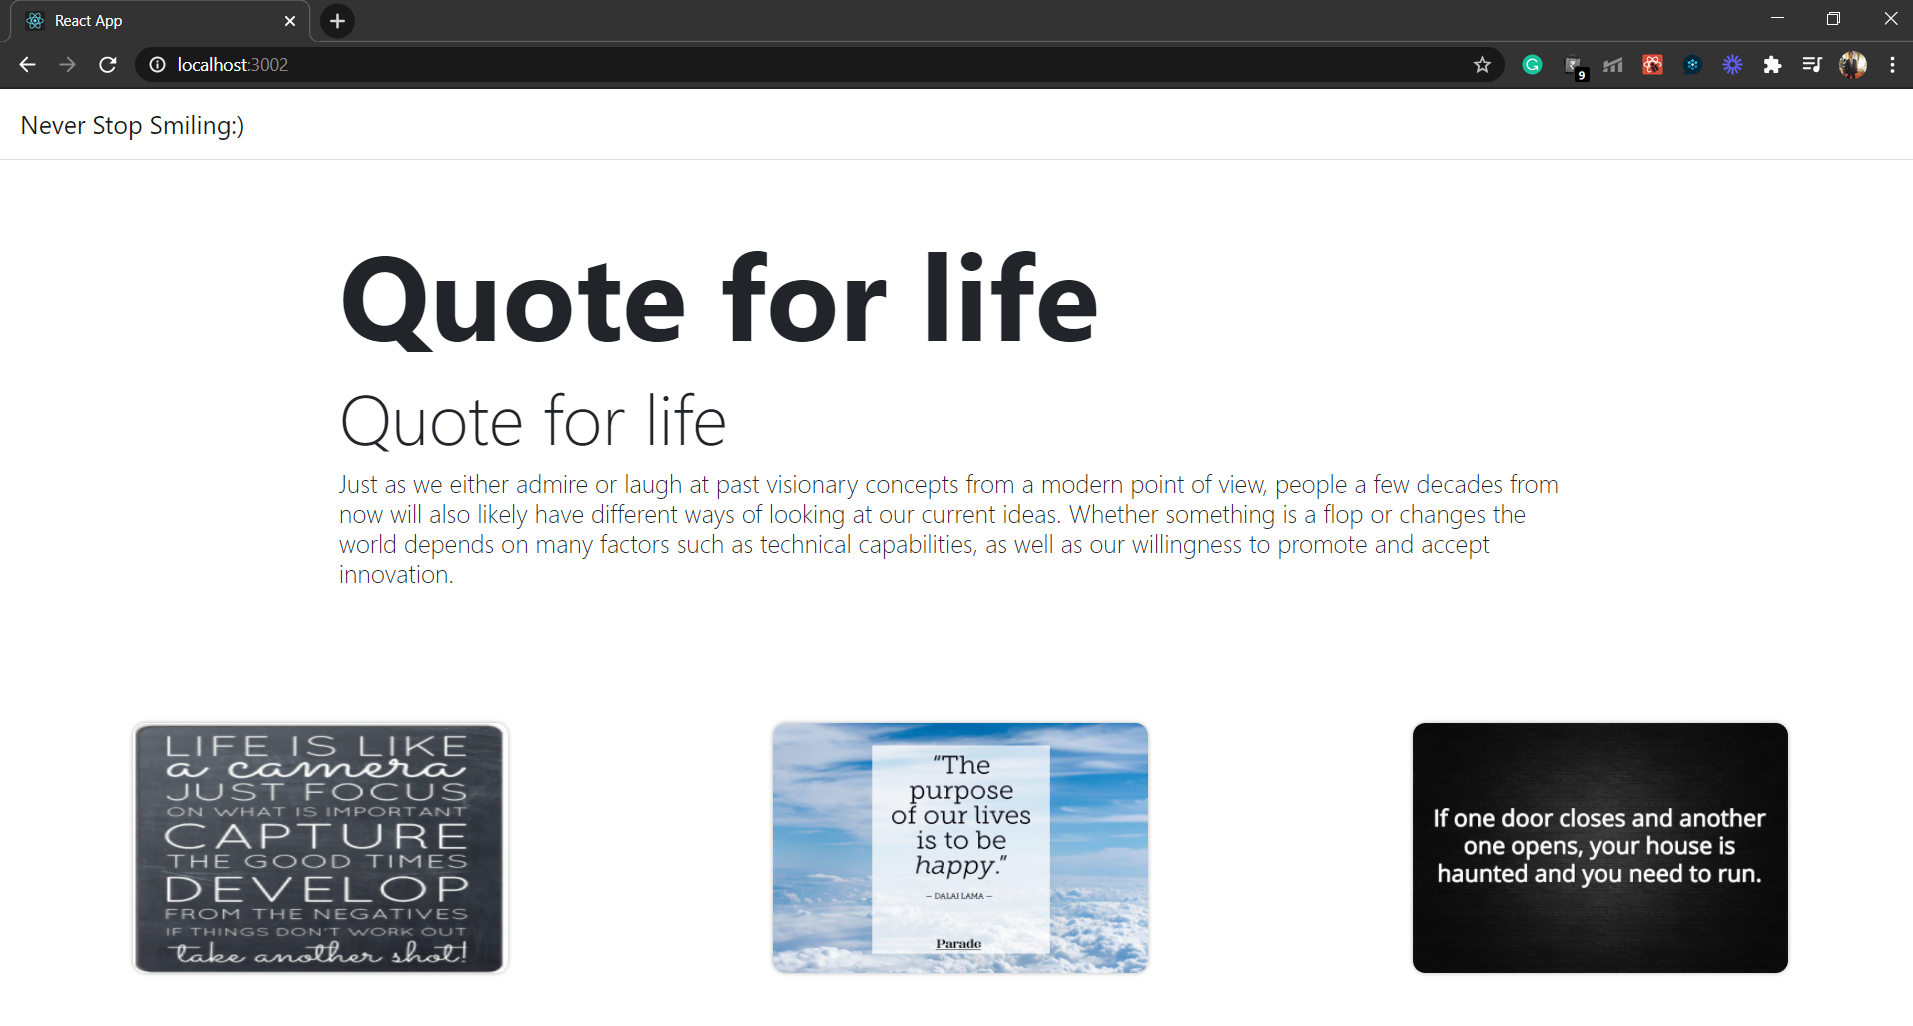 React App
localhost:3002
9
Never Stop Smiling:)
Quote for life
Quote for life
Just as we either admire or laugh at past visionary concepts from a modern point of view, people a few decades from
now will also likely have different ways of looking at our current ideas. Whether something is a flop or changes the
world depends on many factors such as technical capabilities, as well as our willingness to promote and accept
innovation.
LIFE IS LIKE
a camera
JUST FOCUS
ON WHAT IS IMPORTANT
CAPTURE
THE GOOD TIMES
DEVELOP
FROM THE NEGATIVES
IF THINGS DON'T WORK OUT
take another shot!
“The
purpose
of our lives
is to be
happy.”
— DALAI LAMA —
Parade
If one door closes and another
one opens, your house is
haunted and you need to run.